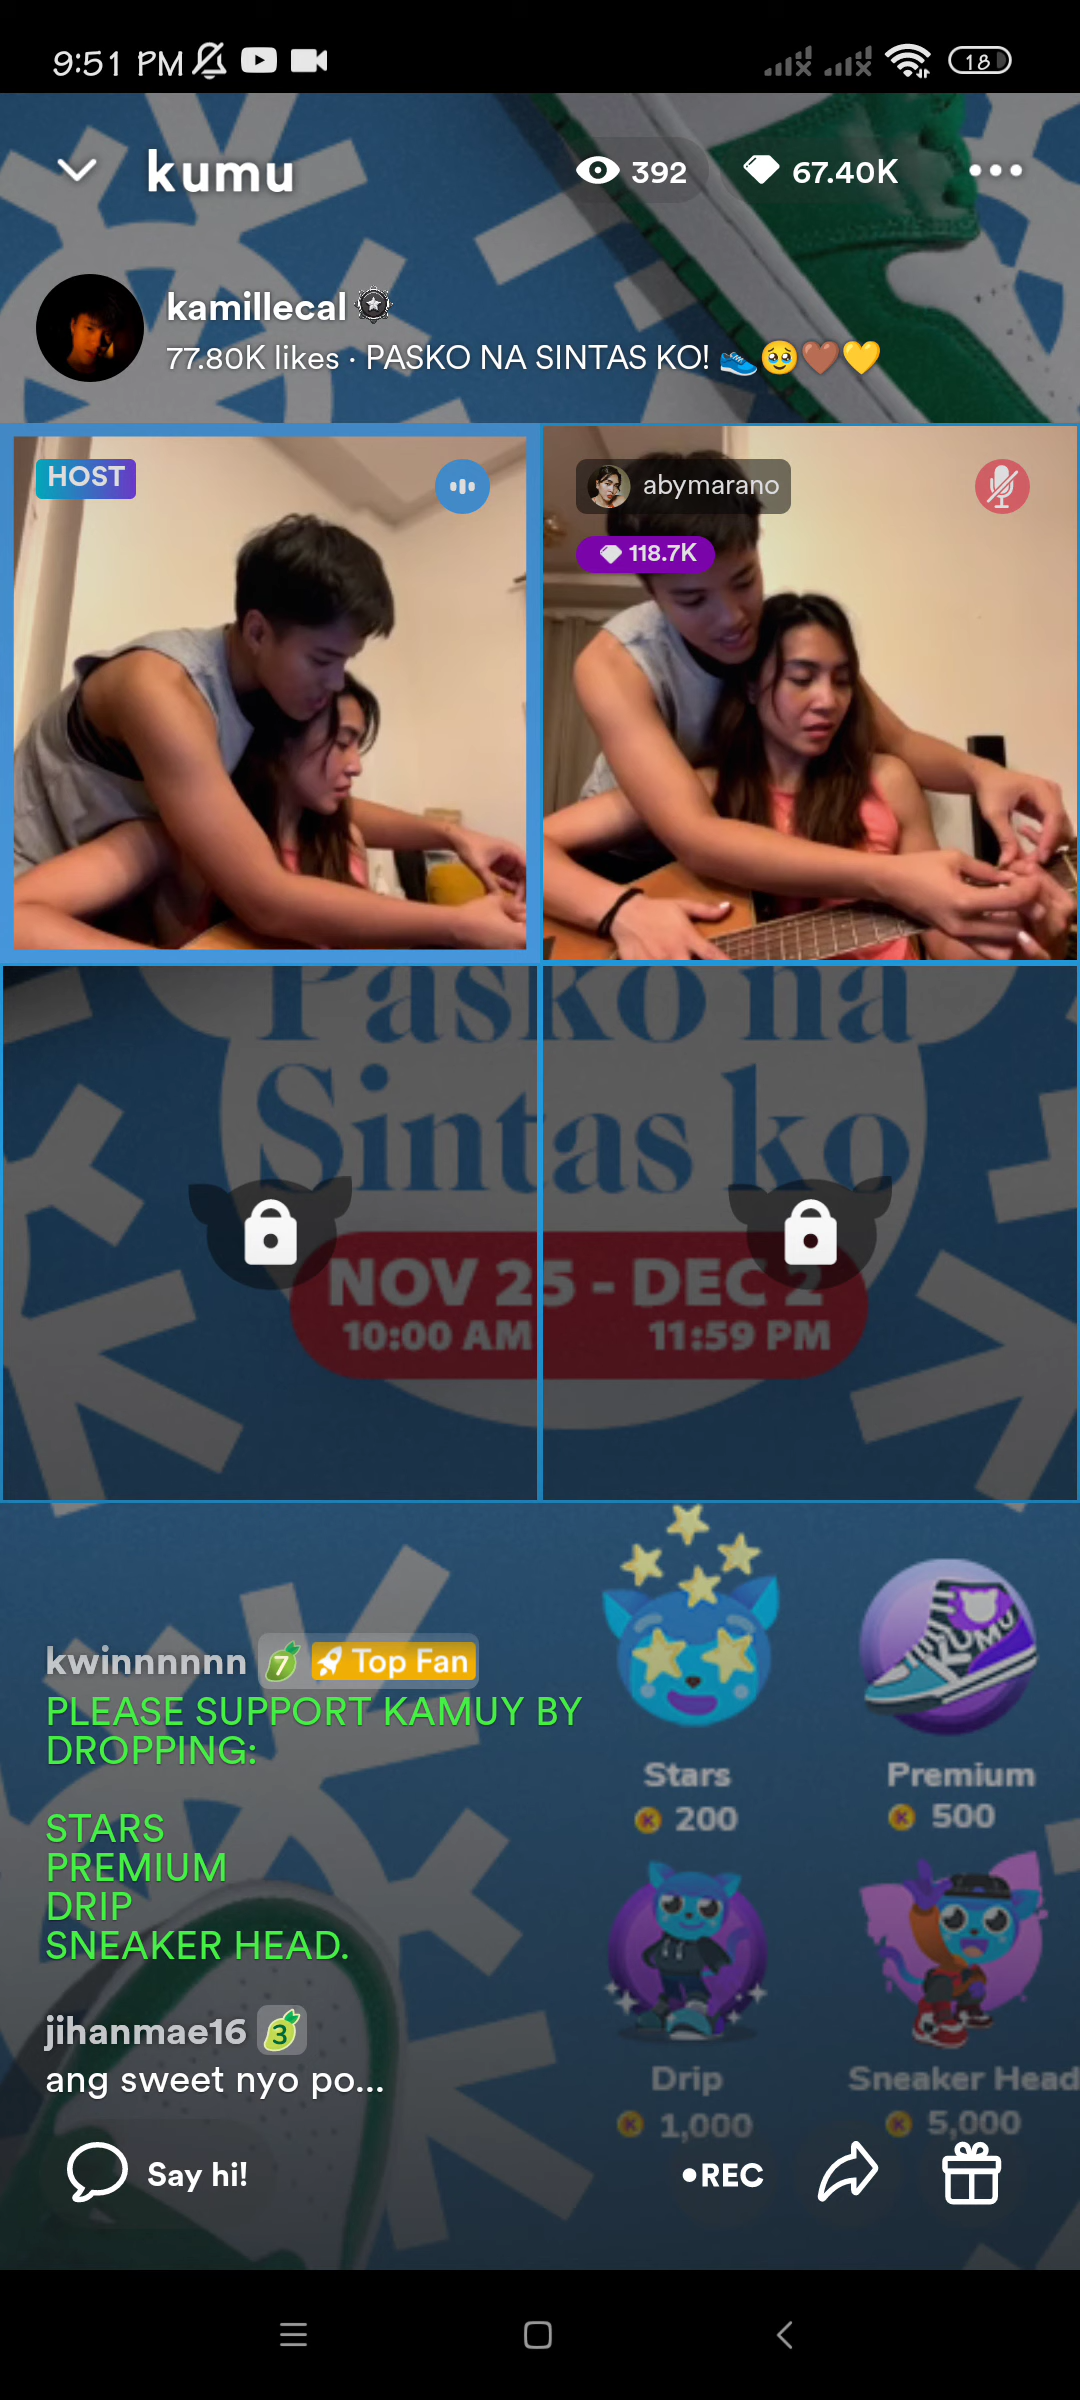 9:51 PM
18
kumu
392
67.40K
kamillecal
77.80K likes · PASKO NA SINTAS KO! 👟🥹🤎💛
HOST
abymarano
118.7K
Pasko na
Sintas ko
NOV 25 - DEC 2
10:00 AM 11:59 PM
KUMU
kwinnnnnn 7 Top Fan
PLEASE SUPPORT KAMUY BY
DROPPING:
STARS
PREMIUM
DRIP
SNEAKER HEAD.
Stars
200
Premium
500
Drip
1,000
Sneaker Head
5,000
jihanmae16 3
ang sweet nyo po...
Say hi!
•REC